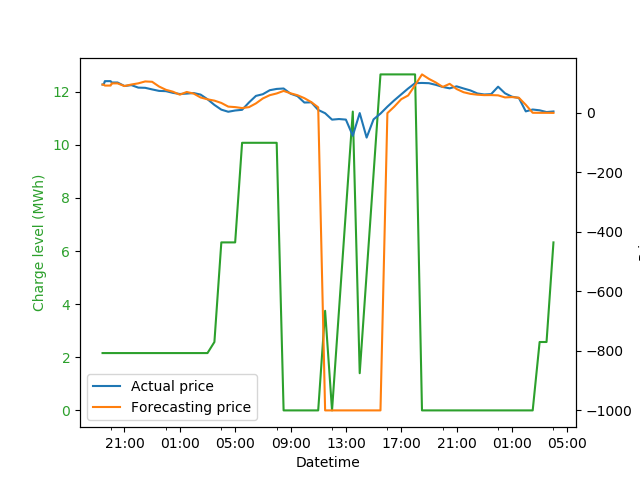 12
10
8
6
4
2
0
Charge level (MWh)
0
−200
−400
−600
−800
−1000
Actual price
Forecasting price
21:00 01:00 05:00 09:00 13:00 17:00 21:00 01:00 05:00
Datetime